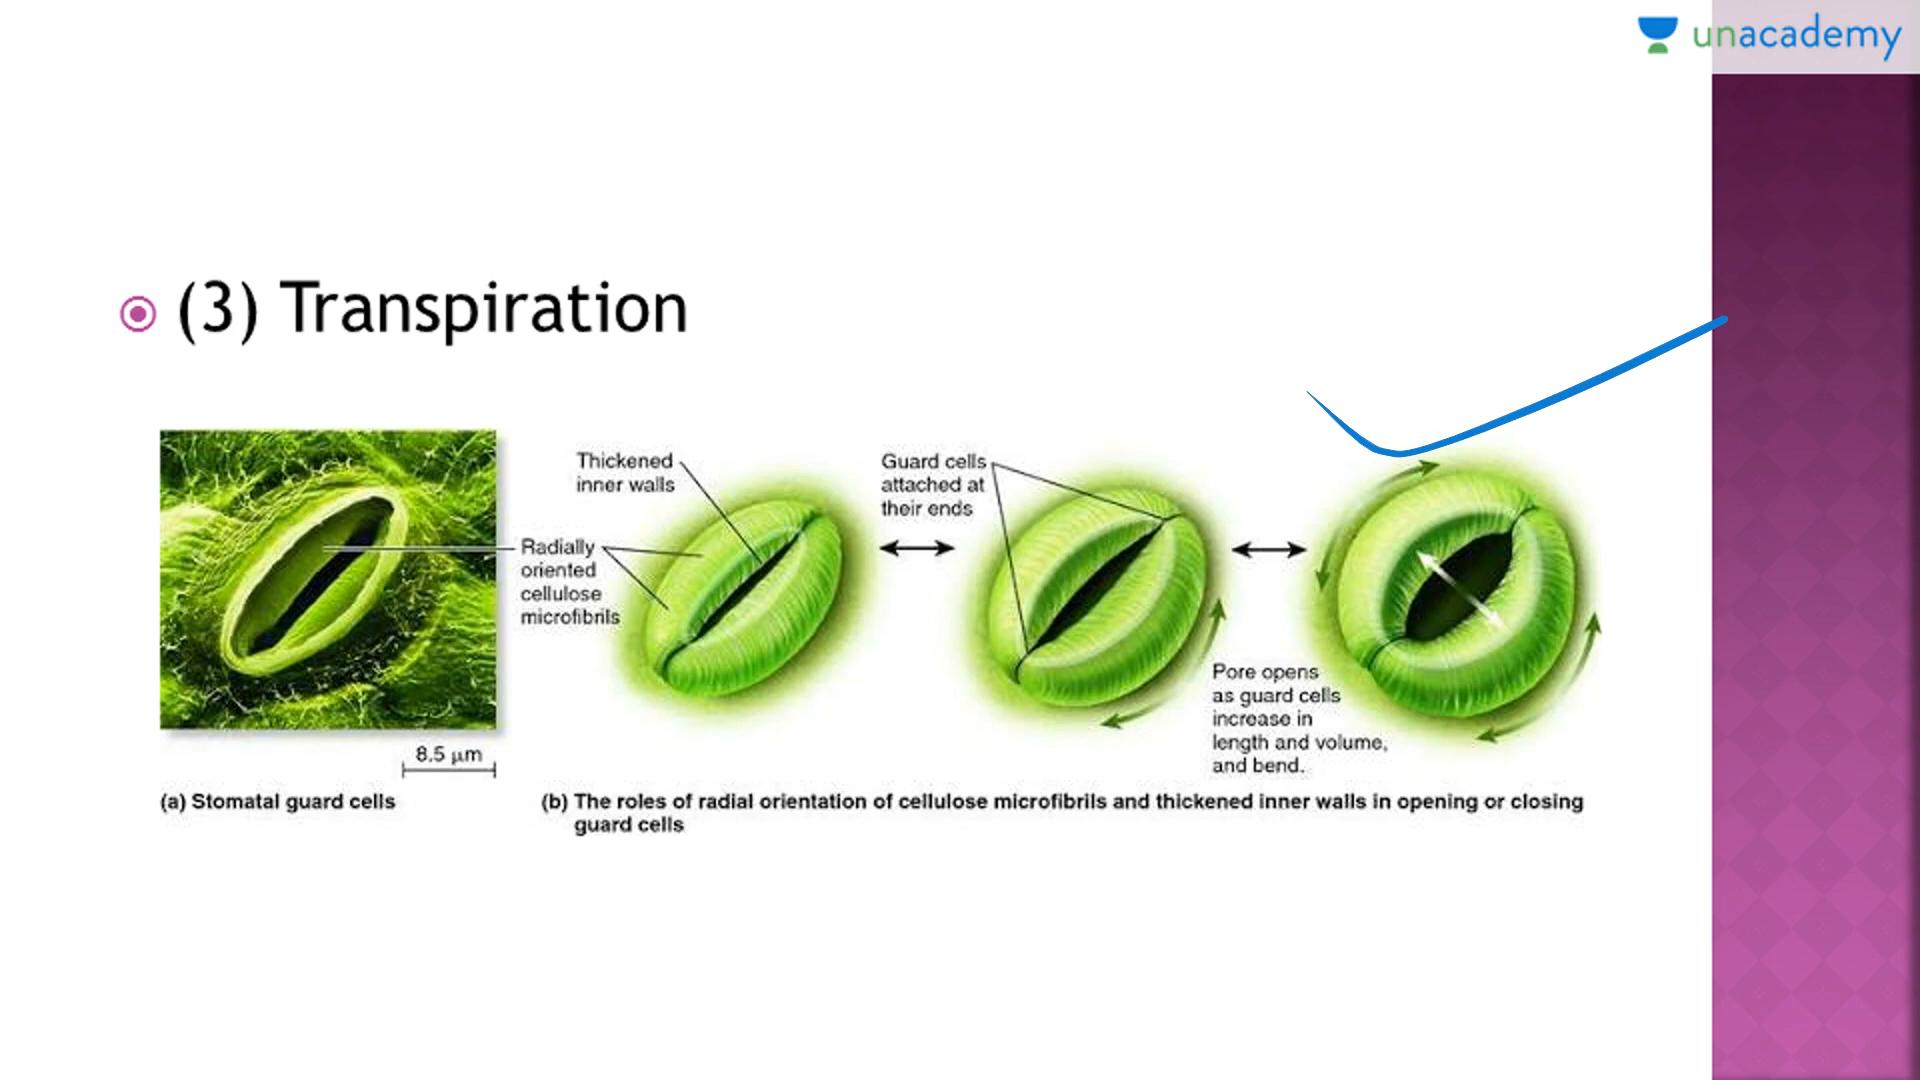 unacademy
(3) Transpiration
Thickened
inner walls
Radially
oriented
cellulose
microfibrils
Guard cells
attached at
their ends
Pore opens
as guard cells
increase in
length and volume,
and bend.
8.5 µm
(a) Stomatal guard cells
(b) The roles of radial orientation of cellulose microfibrils and thickened inner walls in opening or closing
guard cells